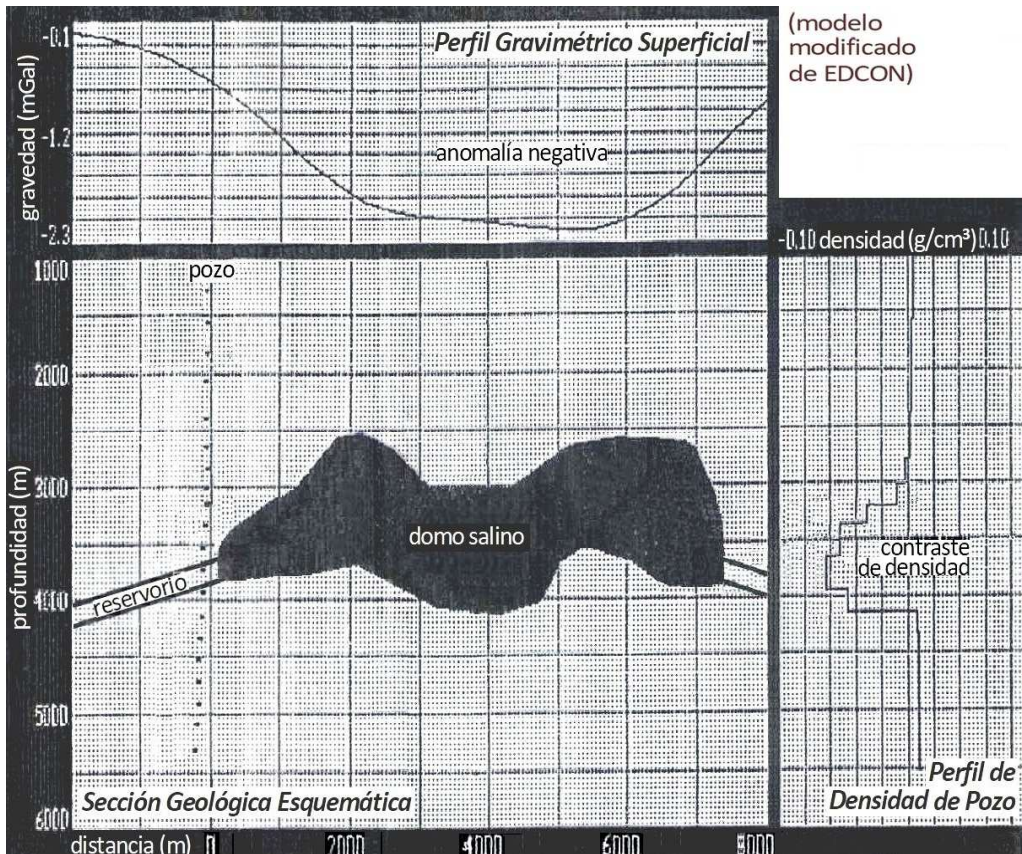 Perfil Gravimétrico Superficial
(modelo
modificado
de EDCON)
gravedad (mGal)
-0.1
-1.2
-2.3
anomalía negativa
-0.10 densidad (g/cm³) 0.10
profundidad (m)
1000
2000
3000
4000
5000
6000
pozo
domo salino
reservorio
contraste
de densidad
Sección Geológica Esquemática
Perfil de
Densidad de Pozo
distancia (m) 0 2000 4000 6000 8000